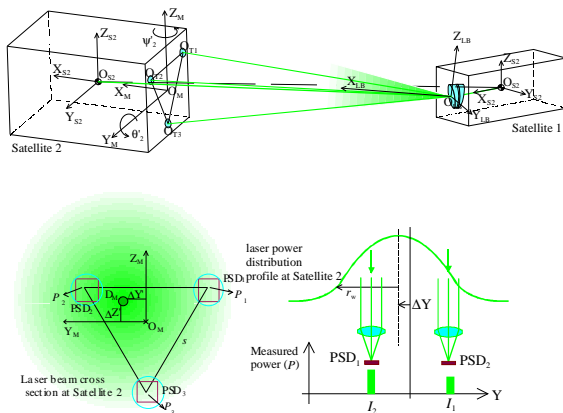 Z_M
Z_S2
ψ'_2
O_T1
O_T2
O_S2
X_S2
X_M
O_M
Y_S2
Y_M
θ'_2
O_T3
Satellite 2
Z_LB
Z_S2
X_LB
O_S2
X_S2
Y_S2
Y_LB
Satellite 1
Z_M
PSD_1
P_1
P_2
PSD_2
D_M
ΔY'
ΔZ'
Y_M
O_M
s
PSD_3
P_3
Laser beam cross
section at Satellite 2
laser power
distribution
profile at Satellite 2
r_w
ΔY
Measured
power (P)
PSD_1
PSD_2
I_2
I_1
Y